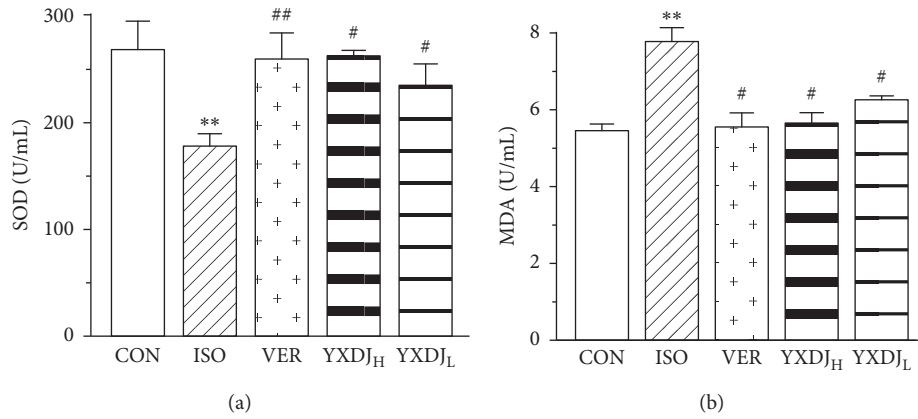 300
200
100
0
SOD (U/mL)
**
##
#
#
CON ISO VER YXDJH YXDJL
(a)
8
6
4
2
0
MDA (U/mL)
**
#
#
#
CON ISO VER YXDJH YXDJL
(b)